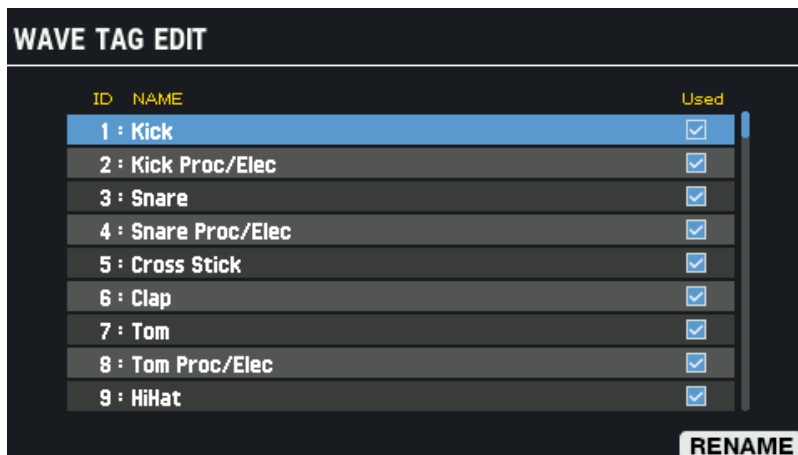 WAVE TAG EDIT
ID NAME Used
1 : Kick
2 : Kick Proc/Elec
3 : Snare
4 : Snare Proc/Elec
5 : Cross Stick
6 : Clap
7 : Tom
8 : Tom Proc/Elec
9 : HiHat
RENAME